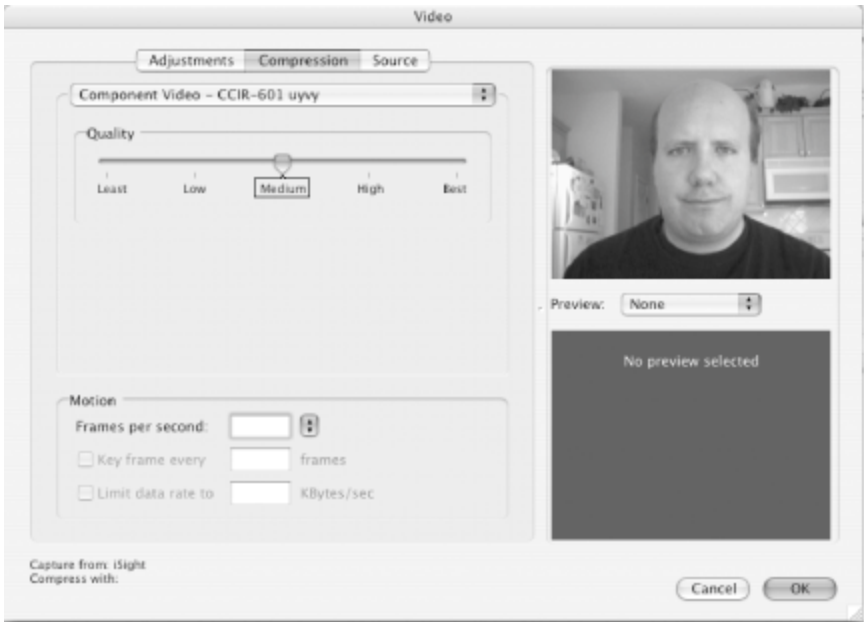 Video
Adjustments Compression Source
Component Video – CCIR–601 uyvy
Quality
Least Low Medium High Best
Preview: None
No preview selected
Motion
Frames per second:
Key frame every frames
Limit data rate to KBytes/sec
Capture from: iSight
Compress with:
Cancel OK